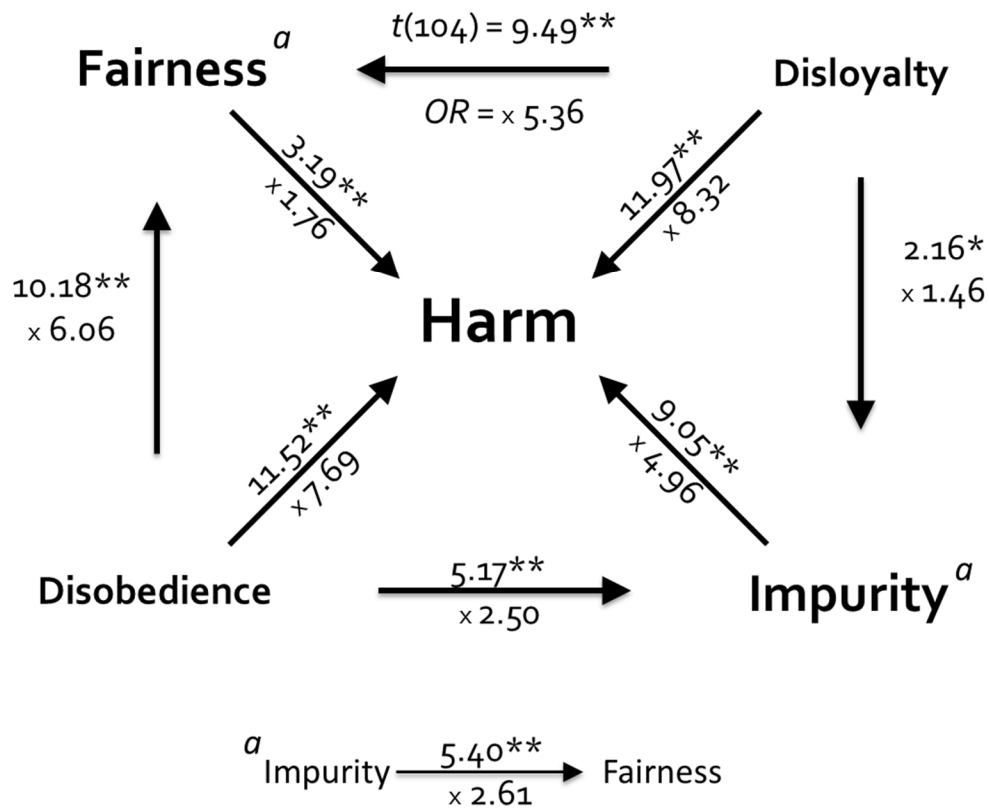 Fairness a
t(104) = 9.49**
OR = x 5.36
Disloyalty
3.19**
x 1.76
11.97**
x 8.32
10.18**
x 6.06
Harm
2.16*
x 1.46
11.52**
x 7.69
9.05**
x 4.96
Disobedience
5.17**
x 2.50
Impurity a
a Impurity
5.40**
x 2.61
Fairness